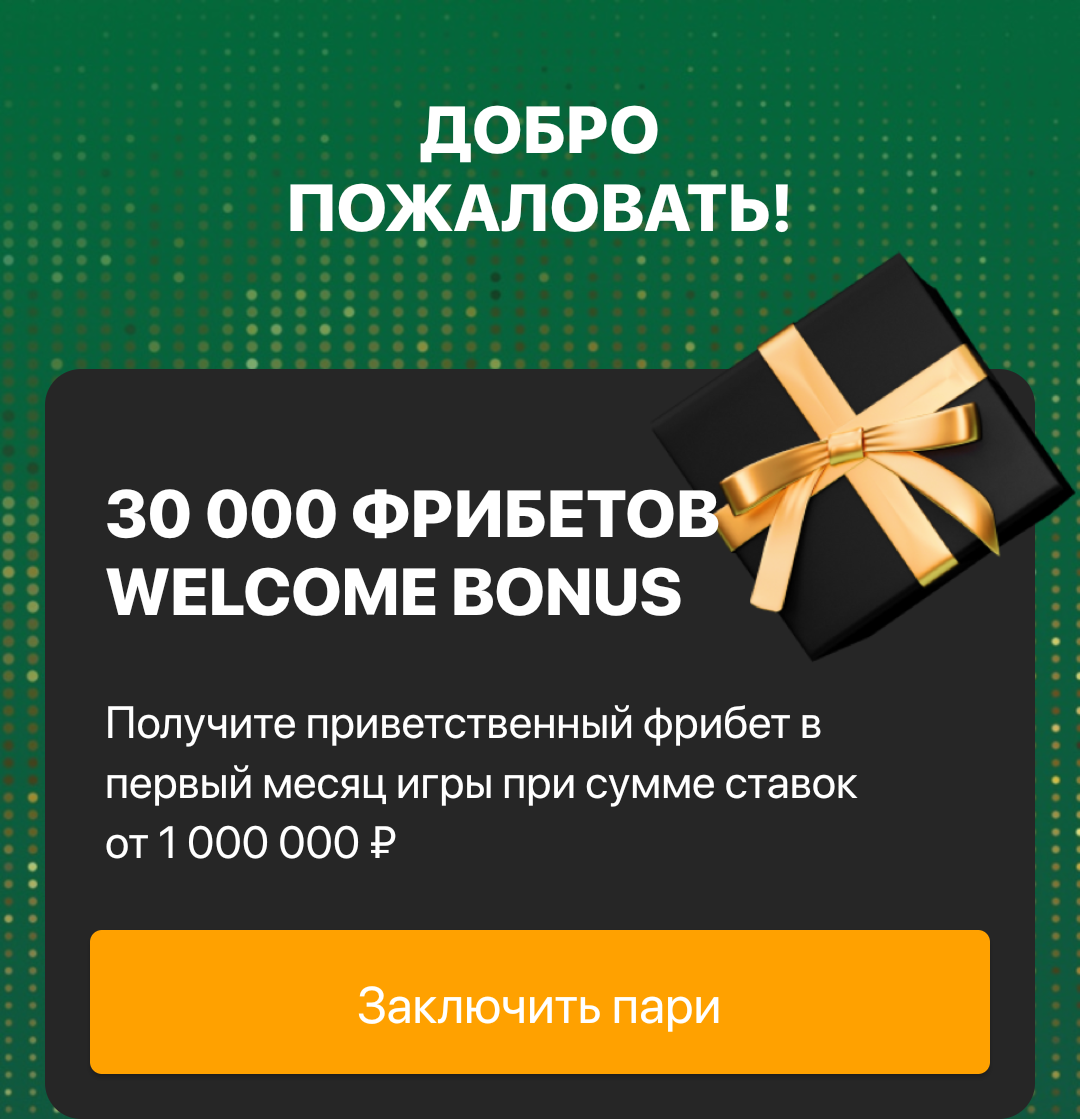 ДОБРО
ПОЖАЛОВАТЬ!
30 000 ФРИБЕТОВ
WELCOME BONUS
Получите приветственный фрибет в
первый месяц игры при сумме ставок
от 1 000 000 ₽
Заключить пари